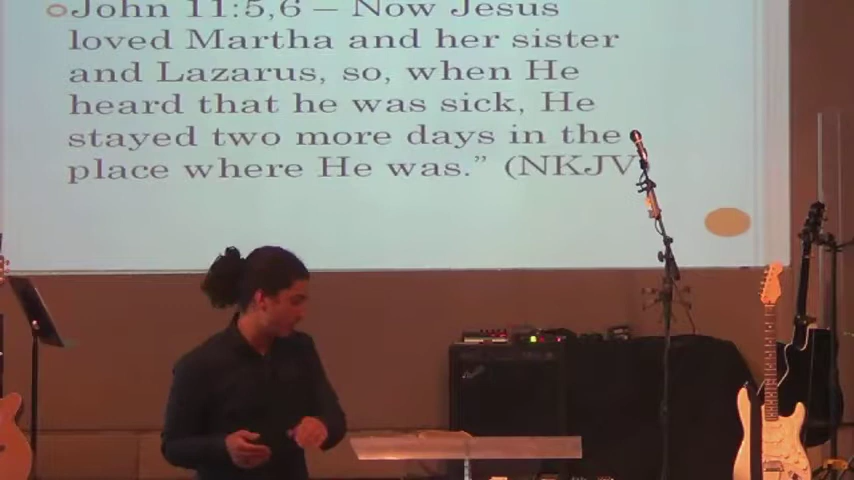 John 11:5,6 – Now Jesus
loved Martha and her sister
and Lazarus, so, when He
heard that he was sick, He
stayed two more days in the
place where He was.” (NKJV